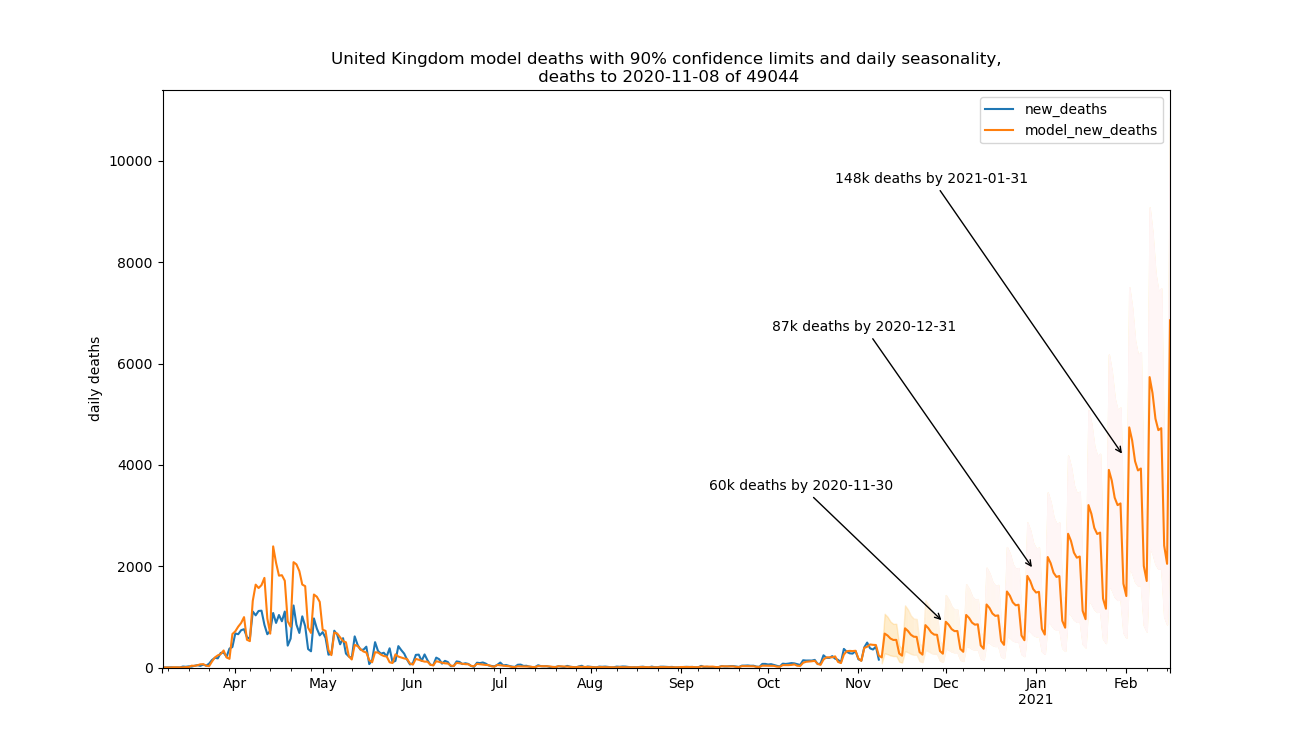 United Kingdom model deaths with 90% confidence limits and daily seasonality,
deaths to 2020-11-08 of 49044
new_deaths
model_new_deaths
10000
8000
6000
4000
2000
0
daily deaths
148k deaths by 2021-01-31
87k deaths by 2020-12-31
60k deaths by 2020-11-30
Apr May Jun Jul Aug Sep Oct Nov Dec Jan Feb
2021